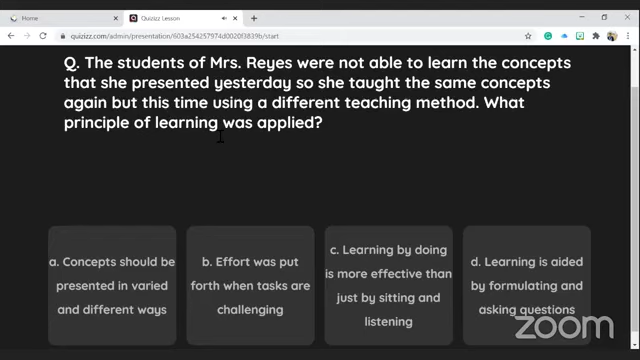 Home
Quizizz Lesson
quizizz.com/admin/presentation/603a254257974d0020f3839b/start
Q. The students of Mrs. Reyes were not able to learn the concepts
that she presented yesterday so she taught the same concepts
again but this time using a different teaching method. What
principle of learning was applied?
a. Concepts should be
presented in varied
and different ways
b. Effort was put
forth when tasks are
challenging
c. Learning by doing
is more effective than
just by sitting and
listening
d. Learning is aided
by formulating and
asking questions
zoom